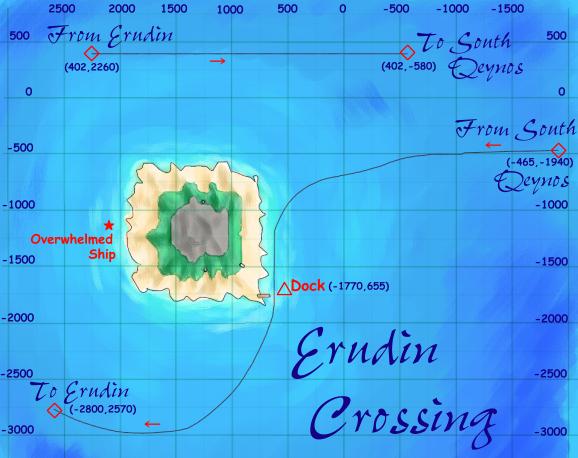 2500 2000 1500 1000 500 0 -500 -1000 -1500
500 From Erudin To South Qeynos 500
(402,2260) (402,-580)
0 0
From South Qeynos
-500 (-465,-1940)
-1000 -1000
Overwhelmed
Ship
-1500 -1500
Dock (-1770,655)
-2000 -2000
Erudin
Crossing
-2500 -2500
To Erudin
(-2800,2570)
-3000 -3000